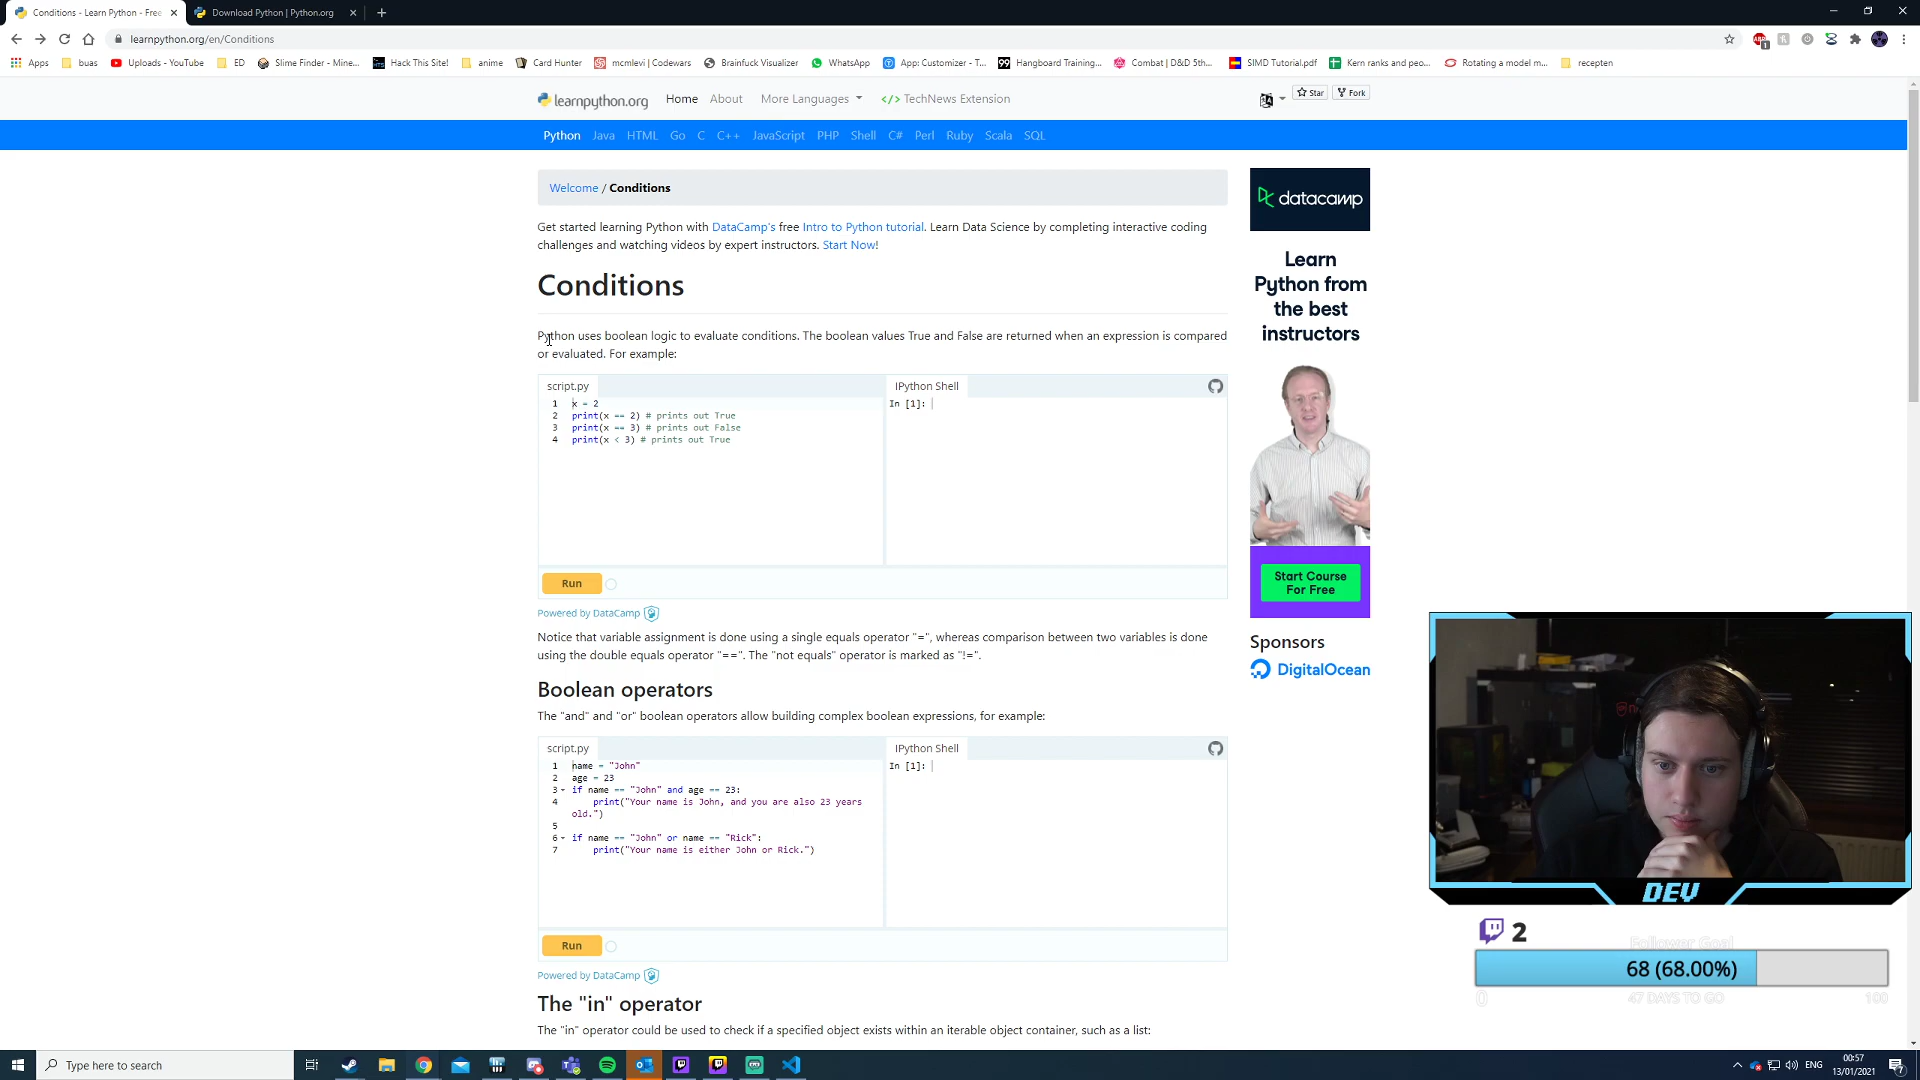 Conditions - Learn Python - Free
Download Python | Python.org
learnpython.org/en/Conditions
Apps
buas
Uploads - YouTube
ED
Slime Finder - Mine...
Hack This Site!
anime
Card Hunter
mcmlevi | Codewars
Brainfuck Visualizer
WhatsApp
App: Customizer - T...
Hangboard Training...
Combat | D&D 5th...
SIMD Tutorial.pdf
Kern ranks and peo...
Rotating a model m...
recepten
learnpython.org
Home
About
More Languages
</> TechNews Extension
Star
Fork
Python Java HTML Go C C++ JavaScript PHP Shell C# Perl Ruby Scala SQL
Welcome / Conditions
Get started learning Python with DataCamp's free Intro to Python tutorial. Learn Data Science by completing interactive coding
challenges and watching videos by expert instructors. Start Now!
Conditions
Python uses boolean logic to evaluate conditions. The boolean values True and False are returned when an expression is compared
or evaluated. For example:
script.py
IPython Shell
1 x = 2
2 print(x == 2) # prints out True
3 print(x == 3) # prints out False
4 print(x < 3) # prints out True
In [1]:
Run
Powered by DataCamp
Notice that variable assignment is done using a single equals operator "=", whereas comparison between two variables is done
using the double equals operator "==". The "not equals" operator is marked as "!=".
Boolean operators
The "and" and "or" boolean operators allow building complex boolean expressions, for example:
script.py
IPython Shell
1 name = "John"
2 age = 23
3 if name == "John" and age == 23:
4 print("Your name is John, and you are also 23 years
old.")
5
6 if name == "John" or name == "Rick":
7 print("Your name is either John or Rick.")
In [1]:
Run
Powered by DataCamp
The "in" operator
The "in" operator could be used to check if a specified object exists within an iterable object container, such as a list:
datacamp
Learn
Python from
the best
instructors
Start Course
For Free
Sponsors
DigitalOcean
DEV
2
Follower Goal
68 (68.00%)
0
47 DAYS TO GO
100
Type here to search
ENG
00:57
13/01/2021